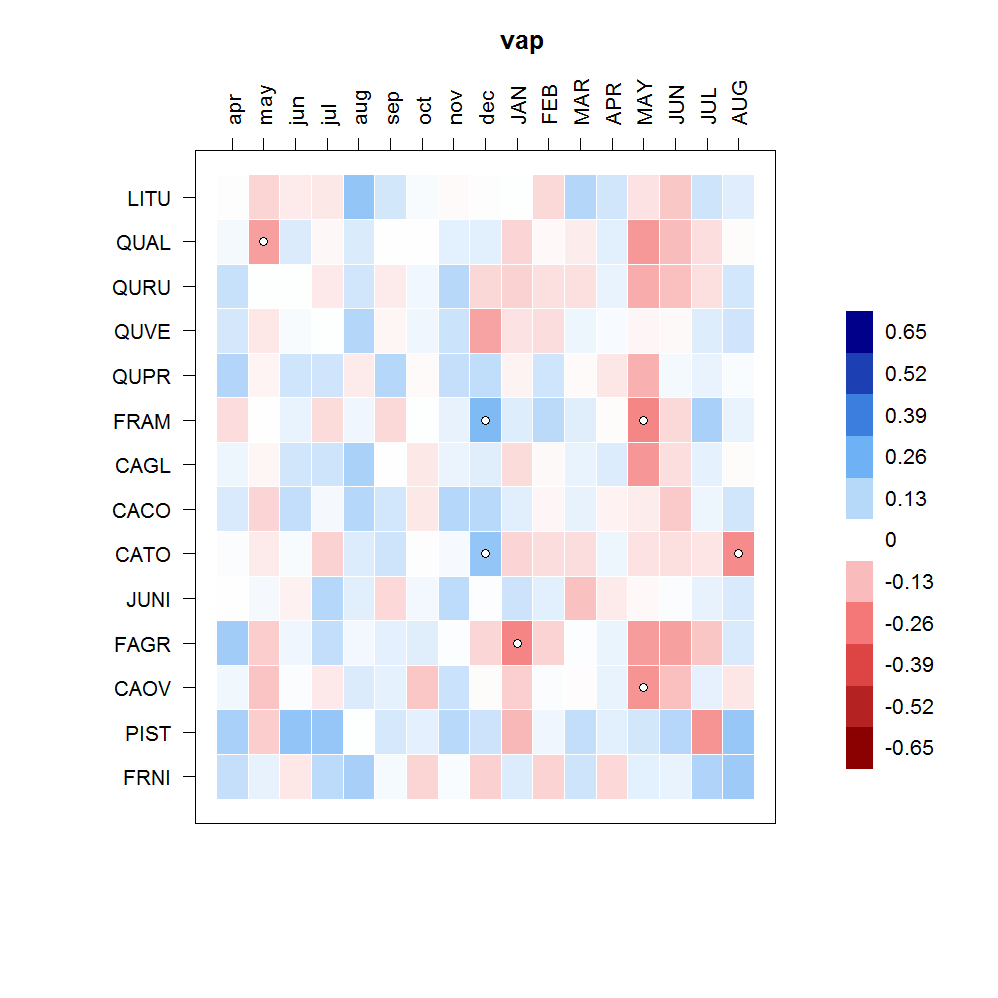 vap
apr may jun jul aug sep oct nov dec JAN FEB MAR APR MAY JUN JUL AUG
LITU
QUAL
QURU
QUVE
QUPR
FRAM
CAGL
CACO
CATO
JUNI
FAGR
CAOV
PIST
FRNI
0.65
0.52
0.39
0.26
0.13
0
-0.13
-0.26
-0.39
-0.52
-0.65